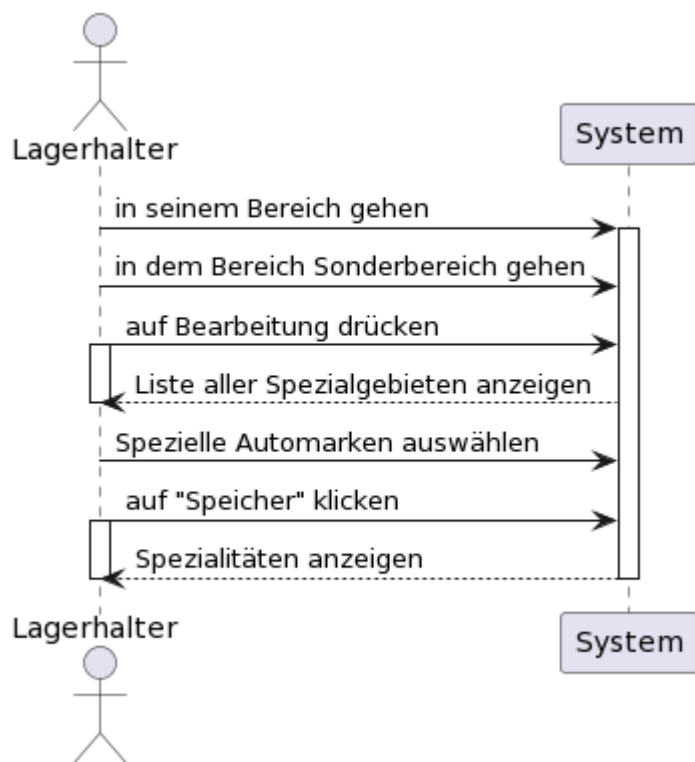 Lagerhalter
System
in seinem Bereich gehen
in dem Bereich Sonderbereich gehen
auf Bearbeitung drücken
Liste aller Spezialgebieten anzeigen
Spezielle Automarken auswählen
auf "Speicher" klicken
Spezialitäten anzeigen
Lagerhalter
System